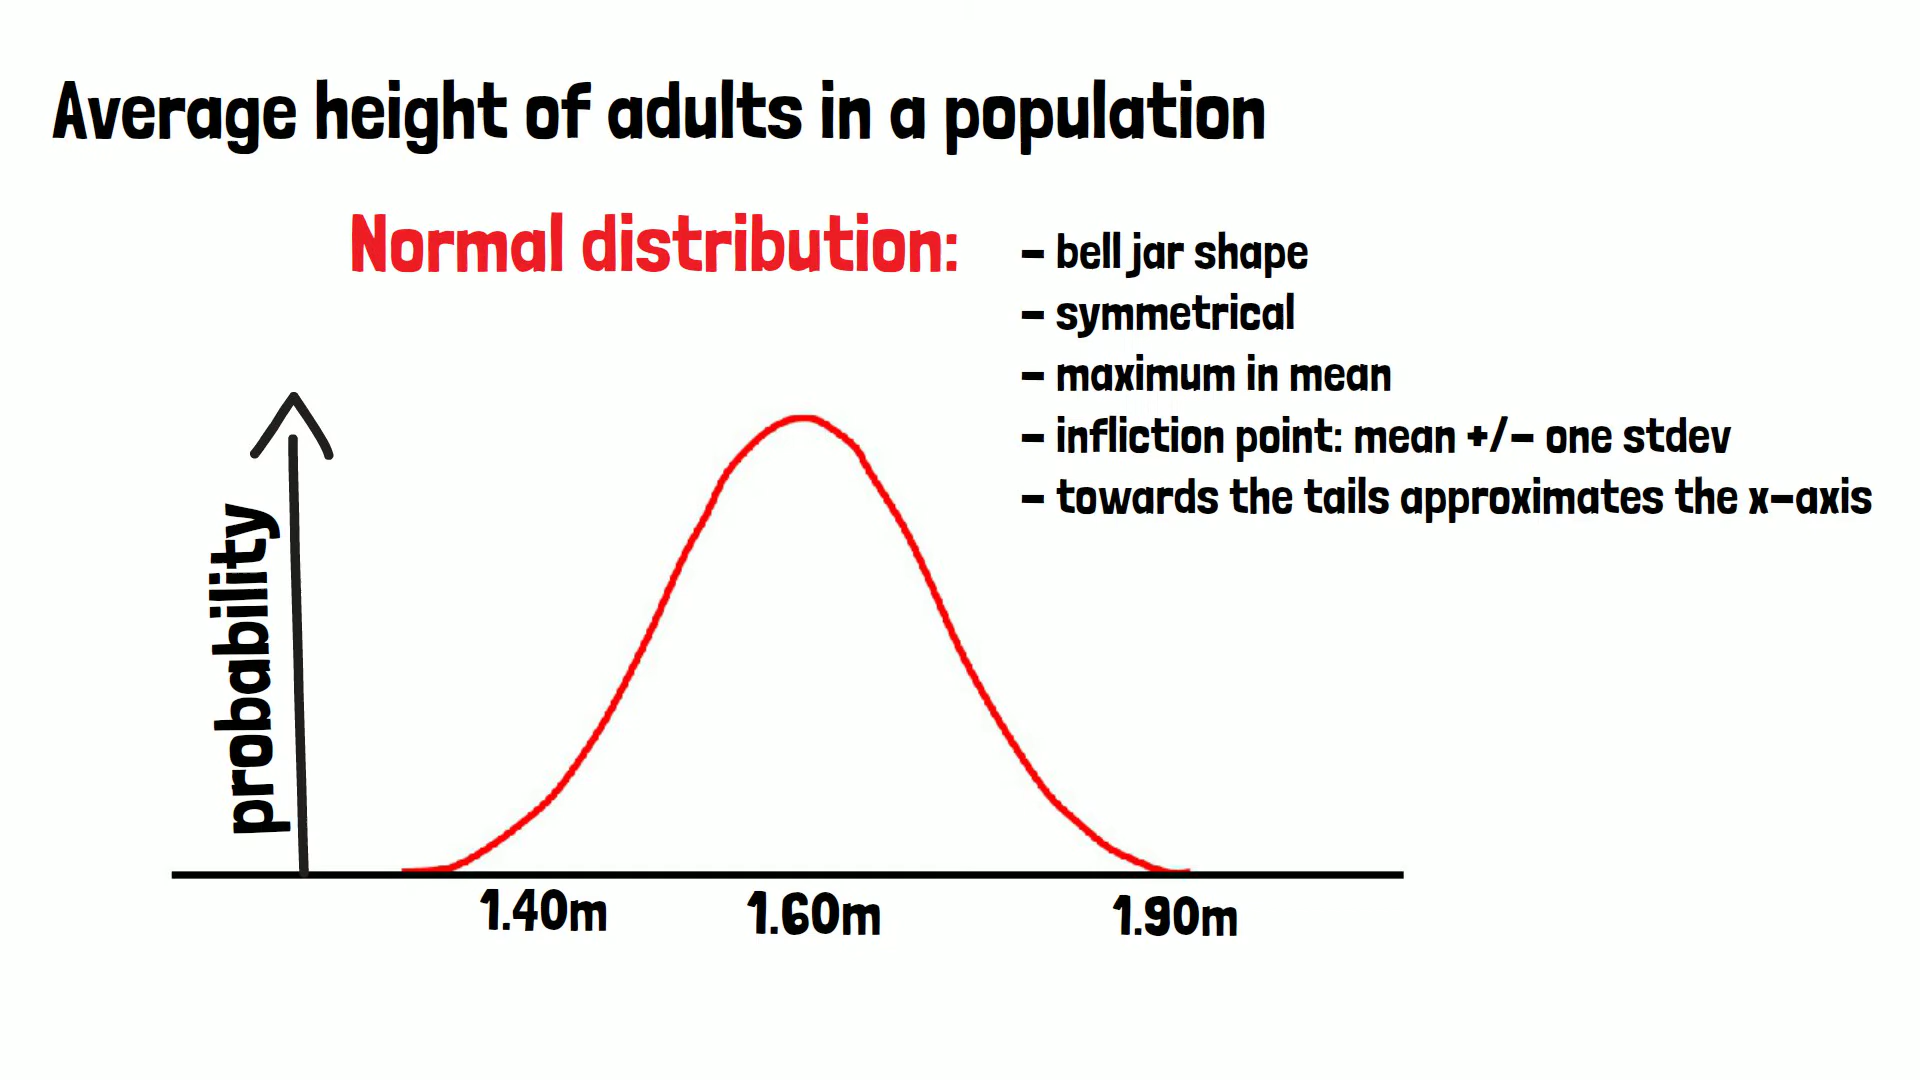 Average height of adults in a population
Normal distribution:
- bell jar shape
- symmetrical
- maximum in mean
- infliction point: mean +/- one stdev
- towards the tails approximates the x-axis
probability
1.40m
1.60m
1.90m